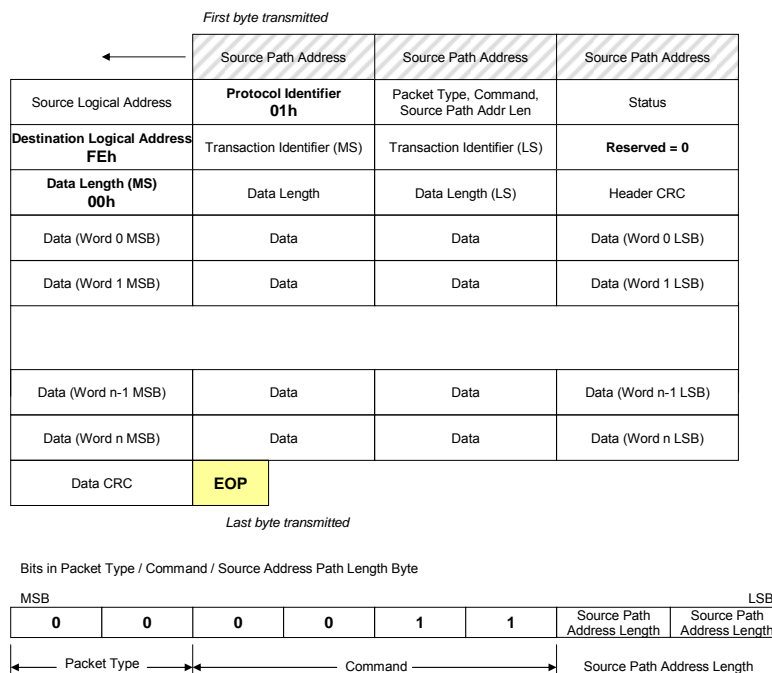 First byte transmitted
Source Path Address Source Path Address Source Path Address
Source Logical Address Protocol Identifier Packet Type, Command, Status
01h Source Path Addr Len
Destination Logical Address Transaction Identifier (MS) Transaction Identifier (LS) Reserved = 0
FEh
Data Length (MS) Data Length Data Length (LS) Header CRC
00h
Data (Word 0 MSB) Data Data Data (Word 0 LSB)
Data (Word 1 MSB) Data Data Data (Word 1 LSB)
Data (Word n-1 MSB) Data Data Data (Word n-1 LSB)
Data (Word n MSB) Data Data Data (Word n LSB)
Data CRC EOP
Last byte transmitted
Bits in Packet Type / Command / Source Address Path Length Byte
MSB LSB
0 0 0 0 1 1 Source Path Source Path
Address Length Address Length
Packet Type Command Source Path Address Length